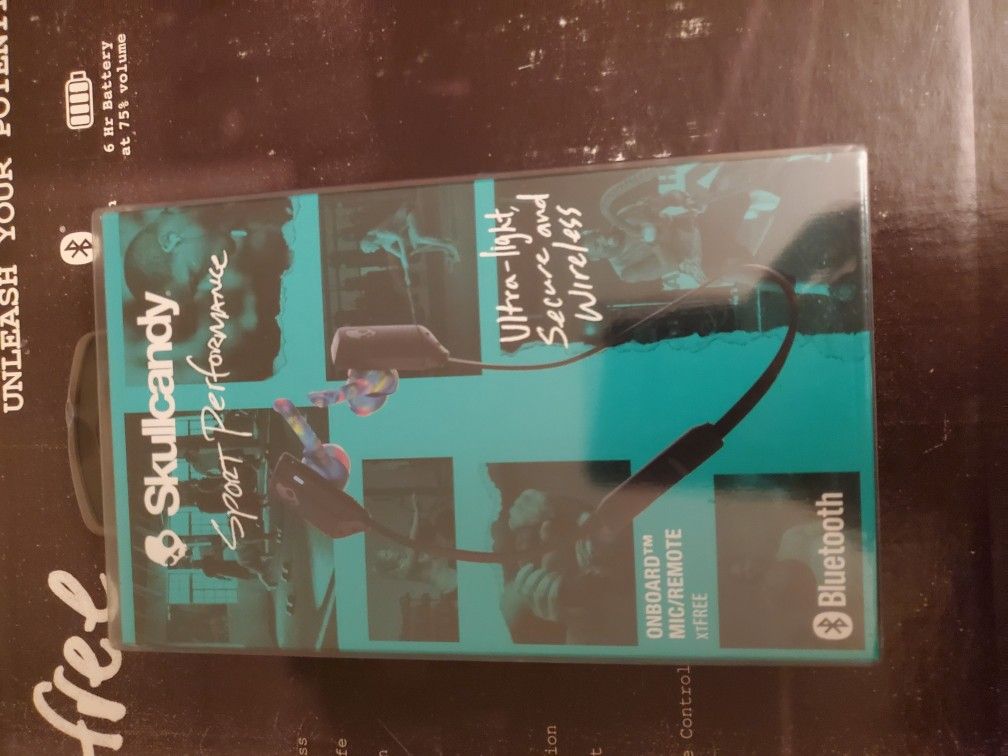 Skullcandy
Sport Performance
Ultra-light,
Secure and
Wireless
ONBOARD™
MIC/REMOTE
XTFREE
Bluetooth
UNLEASH YOUR
6 Hr Battery
at 75% volume
Control